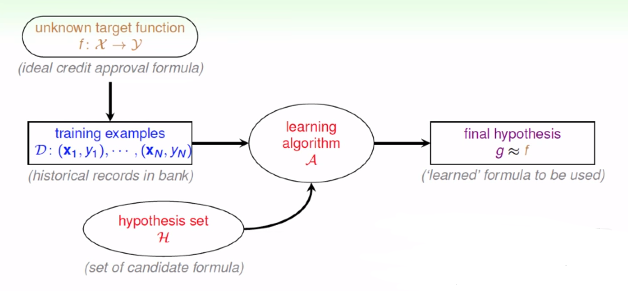 unknown target function
f: 𝒳 → 𝒴
(ideal credit approval formula)
training examples
𝒟: (x₁, y₁), ⋯, (x_N, y_N)
(historical records in bank)
learning
algorithm
𝒜
final hypothesis
g ≈ f
('learned' formula to be used)
hypothesis set
ℋ
(set of candidate formula)